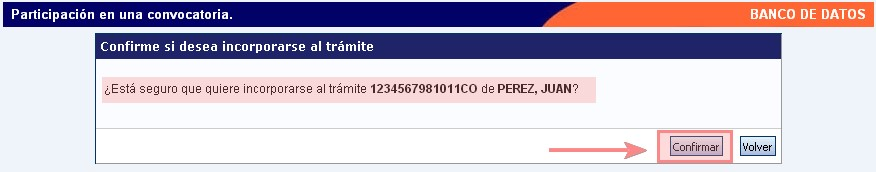 Participación en una convocatoria. BANCO DE DATOS
Confirme si desea incorporarse al trámite
¿Está seguro que quiere incorporarse al trámite 1234567981011CO de PEREZ, JUAN?
Confirmar Volver